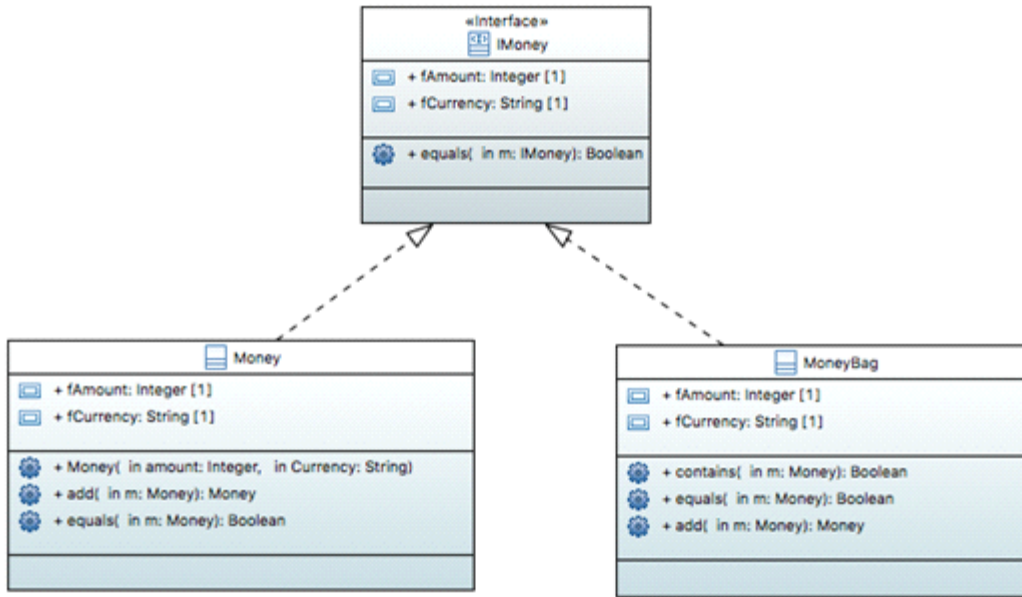 «Interface»
IMoney
+ fAmount: Integer [1]
+ fCurrency: String [1]
+ equals( in m: IMoney): Boolean
Money
+ fAmount: Integer [1]
+ fCurrency: String [1]
+ Money( in amount: Integer, in Currency: String)
+ add( in m: Money): Money
+ equals( in m: Money): Boolean
MoneyBag
+ fAmount: Integer [1]
+ fCurrency: String [1]
+ contains( in m: Money): Boolean
+ equals( in m: Money): Boolean
+ add( in m: Money): Money